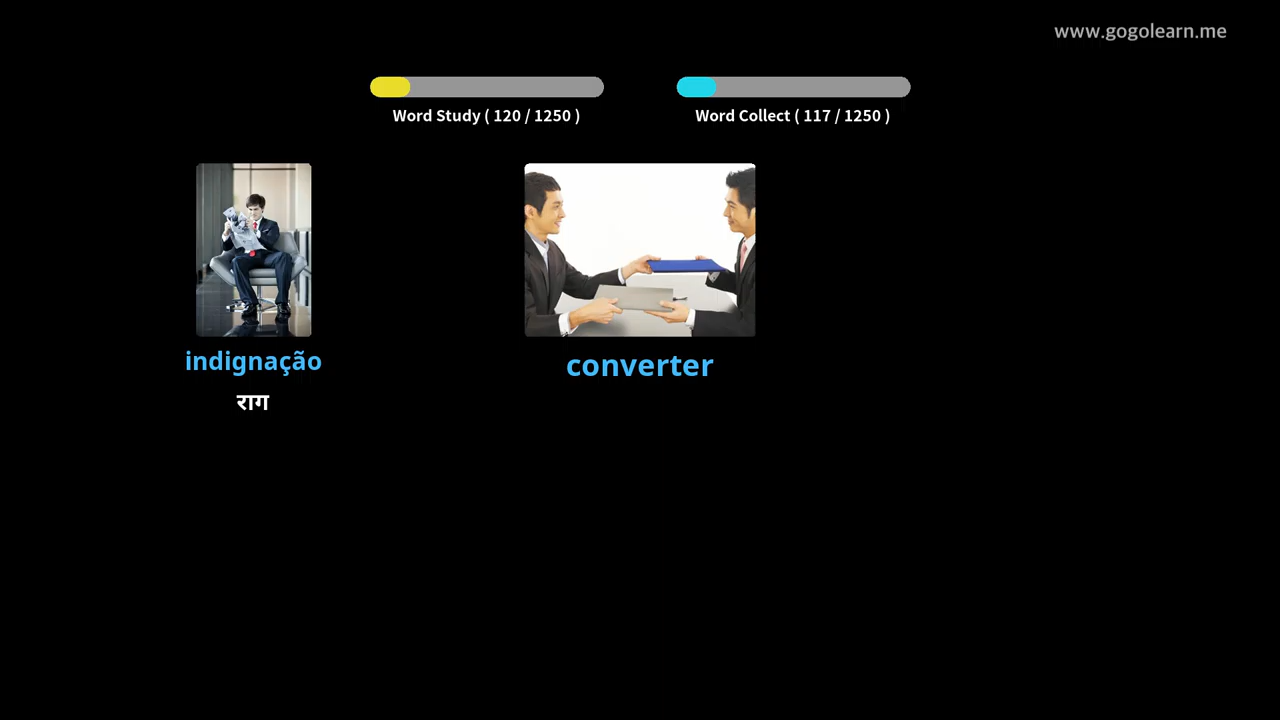 www.gogolearn.me
Word Study ( 120 / 1250 )
Word Collect ( 117 / 1250 )
indignação
राग
converter